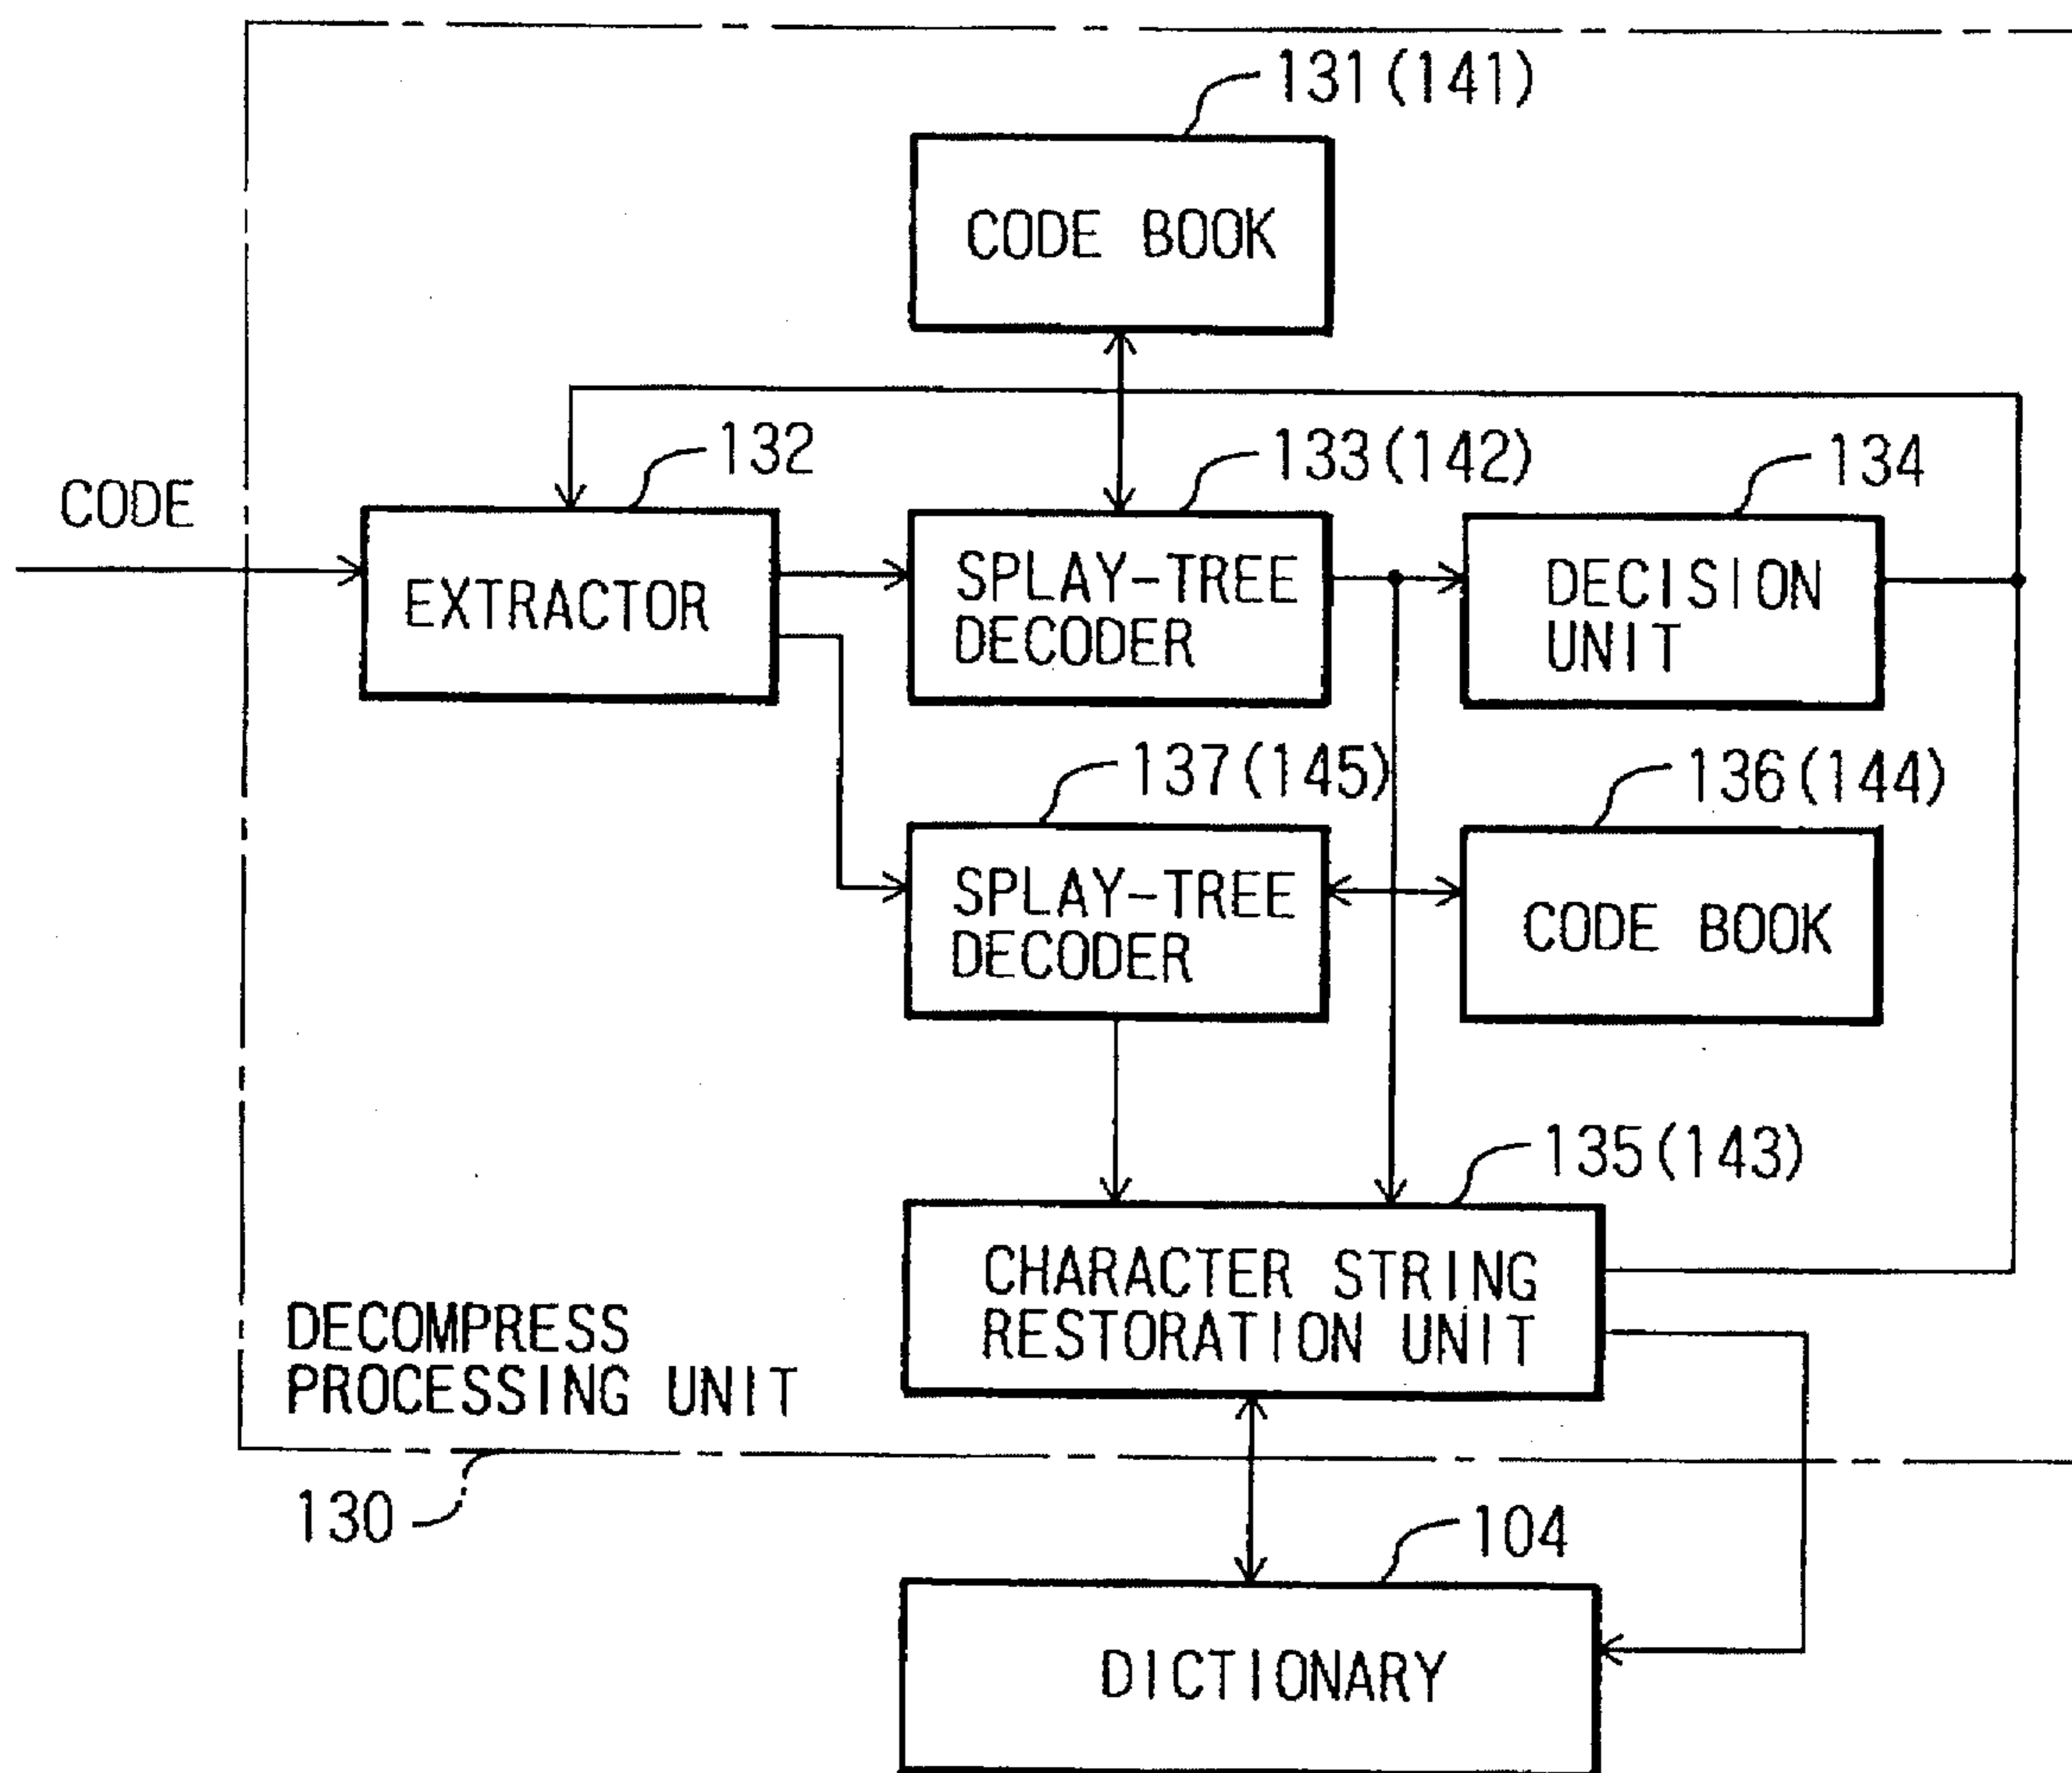 131(141)
CODE BOOK
132
133(142)
134
CODE
EXTRACTOR
SPLAY-TREE
DECODER
DECISION
UNIT
137(145)
136(144)
SPLAY-TREE
DECODER
CODE BOOK
135(143)
CHARACTER STRING
RESTORATION UNIT
DECOMPRESS
PROCESSING UNIT
130
104
DICTIONARY